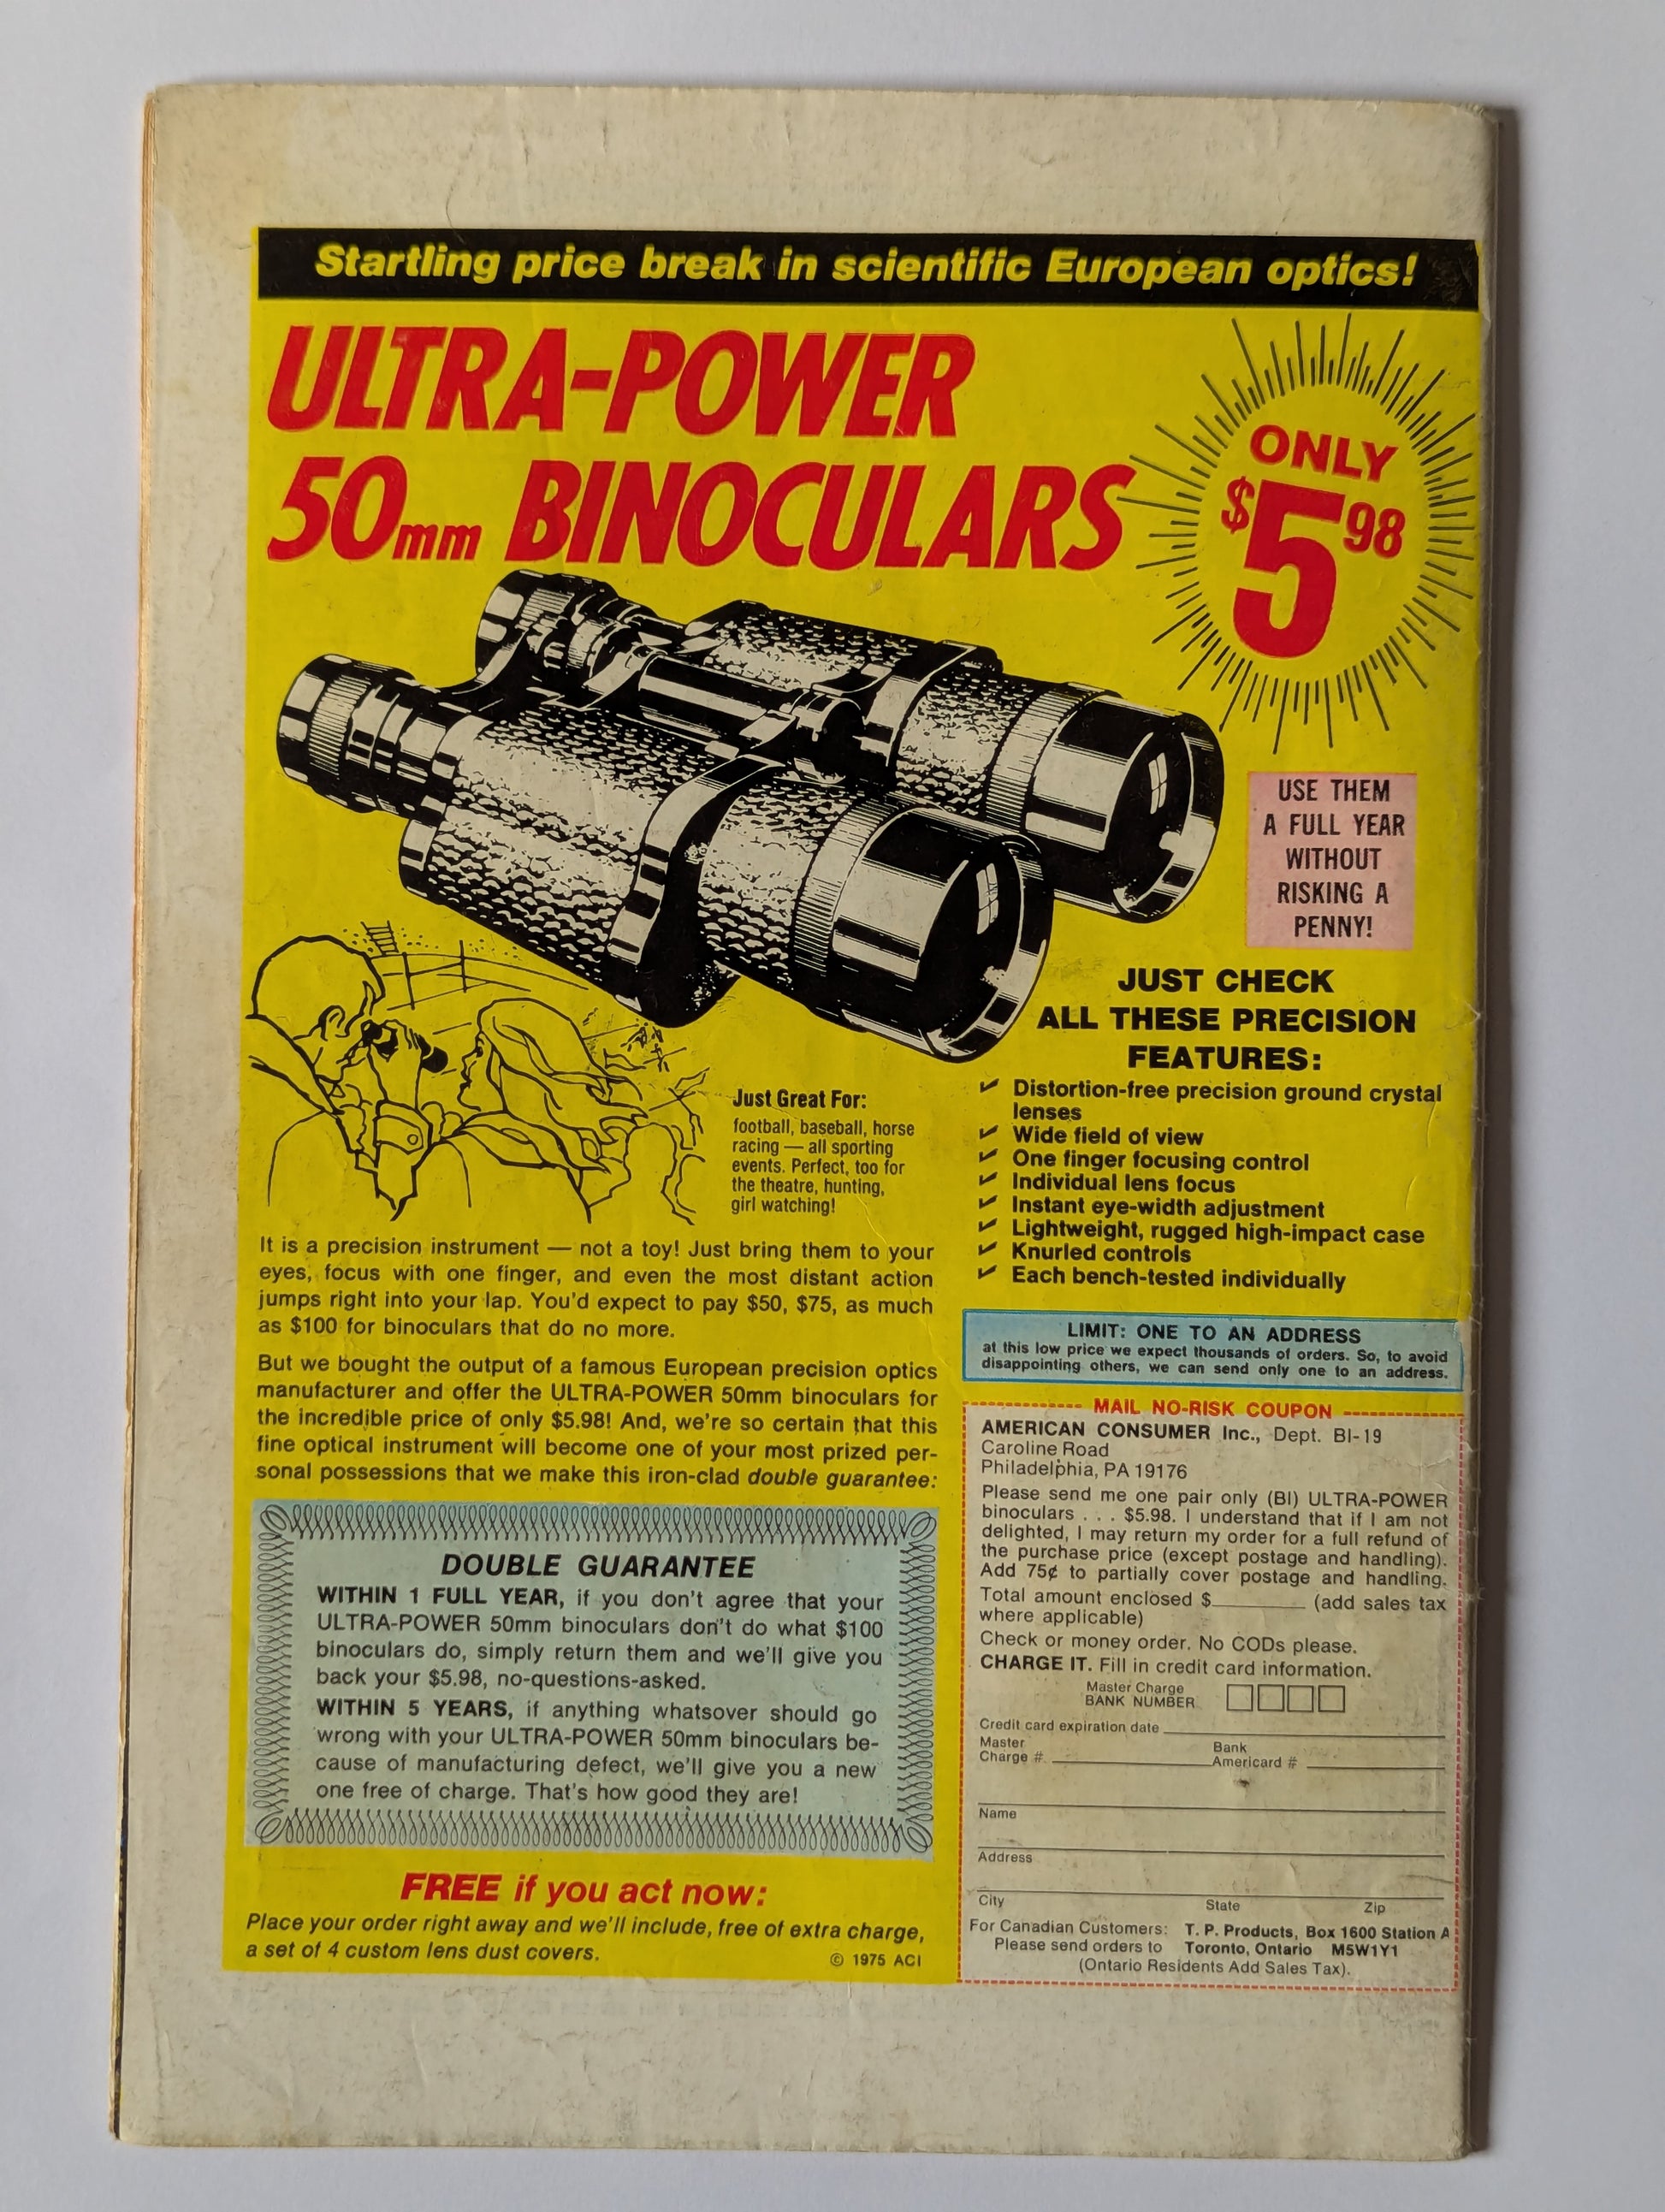 Startling price break in scientific European optics!
ULTRA-POWER
50mm BINOCULARS
ONLY
$5 98
USE THEM
A FULL YEAR
WITHOUT
RISKING A
PENNY!
JUST CHECK
ALL THESE PRECISION
FEATURES:
Distortion-free precision ground crystal
lenses
Wide field of view
One finger focusing control
Individual lens focus
Instant eye-width adjustment
Lightweight, rugged high-impact case
Knurled controls
Each bench-tested individually
Just Great For:
football, baseball, horse
racing — all sporting
events. Perfect, too for
the theatre, hunting,
girl watching!
It is a precision instrument — not a toy! Just bring them to your
eyes, focus with one finger, and even the most distant action
jumps right into your lap. You'd expect to pay $50, $75, as much
as $100 for binoculars that do no more.
But we bought the output of a famous European precision optics
manufacturer and offer the ULTRA-POWER 50mm binoculars for
the incredible price of only $5.98! And, we're so certain that this
fine optical instrument will become one of your most prized per-
sonal possessions that we make this iron-clad double guarantee:
DOUBLE GUARANTEE
WITHIN 1 FULL YEAR, if you don't agree that your
ULTRA-POWER 50mm binoculars don't do what $100
binoculars do, simply return them and we'll give you
back your $5.98, no-questions-asked.
WITHIN 5 YEARS, if anything whatsover should go
wrong with your ULTRA-POWER 50mm binoculars be-
cause of manufacturing defect, we'll give you a new
one free of charge. That's how good they are!
FREE if you act now:
Place your order right away and we'll include, free of extra charge,
a set of 4 custom lens dust covers.
© 1975 ACI
LIMIT: ONE TO AN ADDRESS
at this low price we expect thousands of orders. So, to avoid
disappointing others, we can send only one to an address.
MAIL NO-RISK COUPON
AMERICAN CONSUMER Inc., Dept. BI-19
Caroline Road
Philadelphia, PA 19176
Please send me one pair only (BI) ULTRA-POWER
binoculars . . . $5.98. I understand that if I am not
delighted, I may return my order for a full refund of
the purchase price (except postage and handling).
Add 75¢ to partially cover postage and handling.
Total amount enclosed $________ (add sales tax
where applicable)
Check or money order. No CODs please.
CHARGE IT. Fill in credit card information.
Master Charge
BANK NUMBER
Credit card expiration date
Master
Charge #
Bank
Americard #
Name
Address
City State Zip
For Canadian Customers: T. P. Products, Box 1600 Station A
Please send orders to Toronto, Ontario M5W1Y1
(Ontario Residents Add Sales Tax).